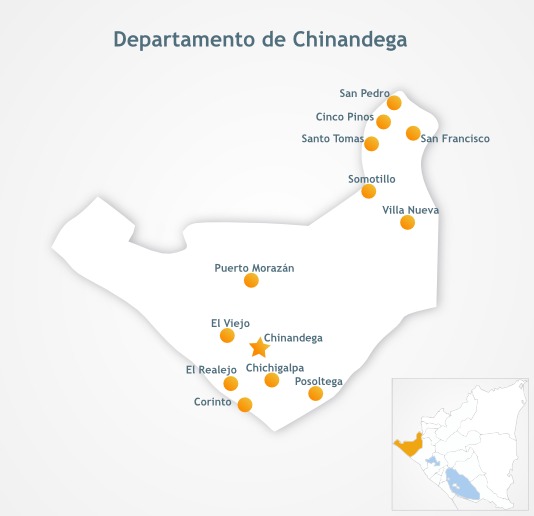 Departamento de Chinandega
San Pedro
Cinco Pinos
Santo Tomas
San Francisco
Somotillo
Villa Nueva
Puerto Morazán
El Viejo
Chinandega
El Realejo
Chichigalpa
Posoltega
Corinto